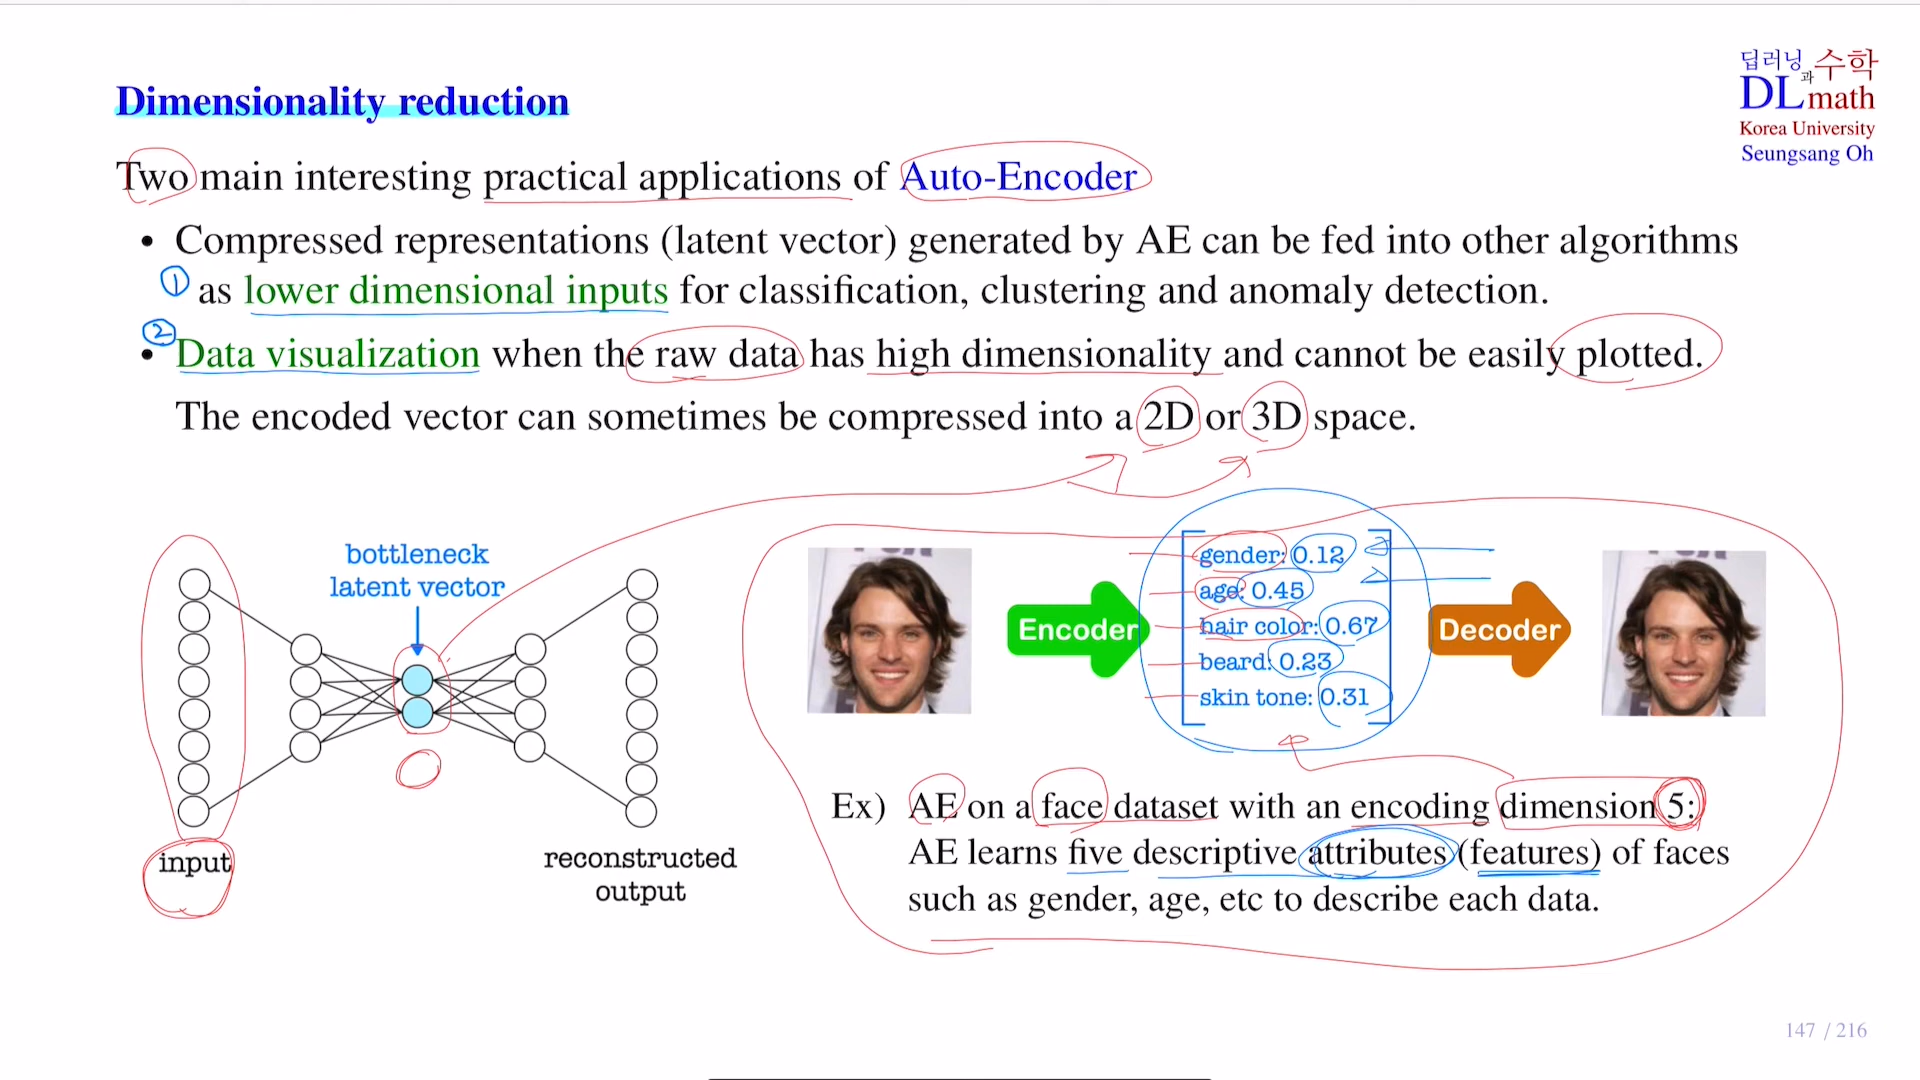 딥러닝과 수학
DL math
Korea University
Seungsang Oh
Dimensionality reduction
Two main interesting practical applications of Auto-Encoder
• Compressed representations (latent vector) generated by AE can be fed into other algorithms
① as lower dimensional inputs for classification, clustering and anomaly detection.
②
• Data visualization when the raw data has high dimensionality and cannot be easily plotted.
The encoded vector can sometimes be compressed into a 2D or 3D space.
bottleneck
latent vector
input
reconstructed
output
Encoder
gender: 0.12
age: 0.45
hair color: 0.67
beard: 0.23
skin tone: 0.31
Decoder
Ex) AE on a face dataset with an encoding dimension 5:
AE learns five descriptive attributes (features) of faces
such as gender, age, etc to describe each data.
147 / 216